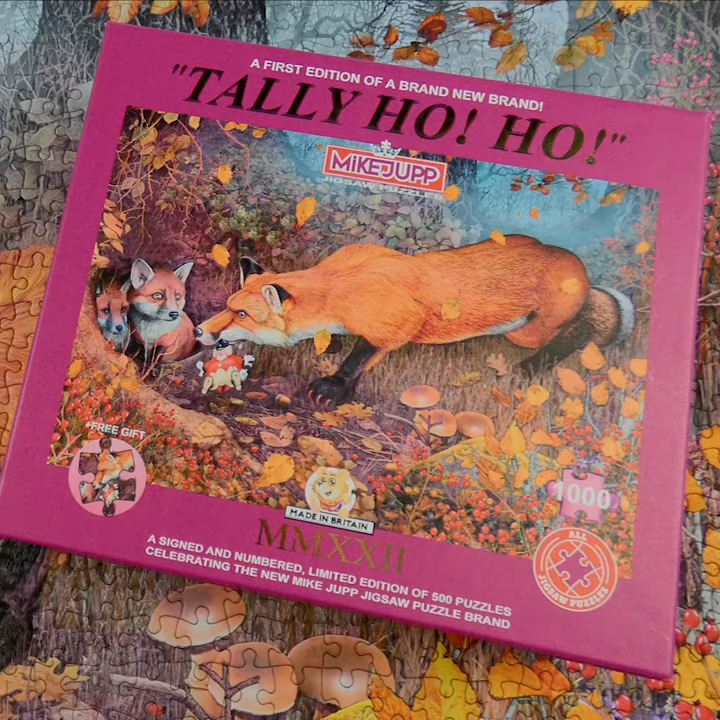 A FIRST EDITION OF A BRAND NEW BRAND!
"TALLY HO! HO!"
MIKE JUPP
JIGSAW PUZZLES
+FREE GIFT
1000
MADE IN BRITAIN
MMXXII
A SIGNED AND NUMBERED, LIMITED EDITION OF 500 PUZZLES
CELEBRATING THE NEW MIKE JUPP JIGSAW PUZZLE BRAND
ALL
JIGSAW PUZZLES